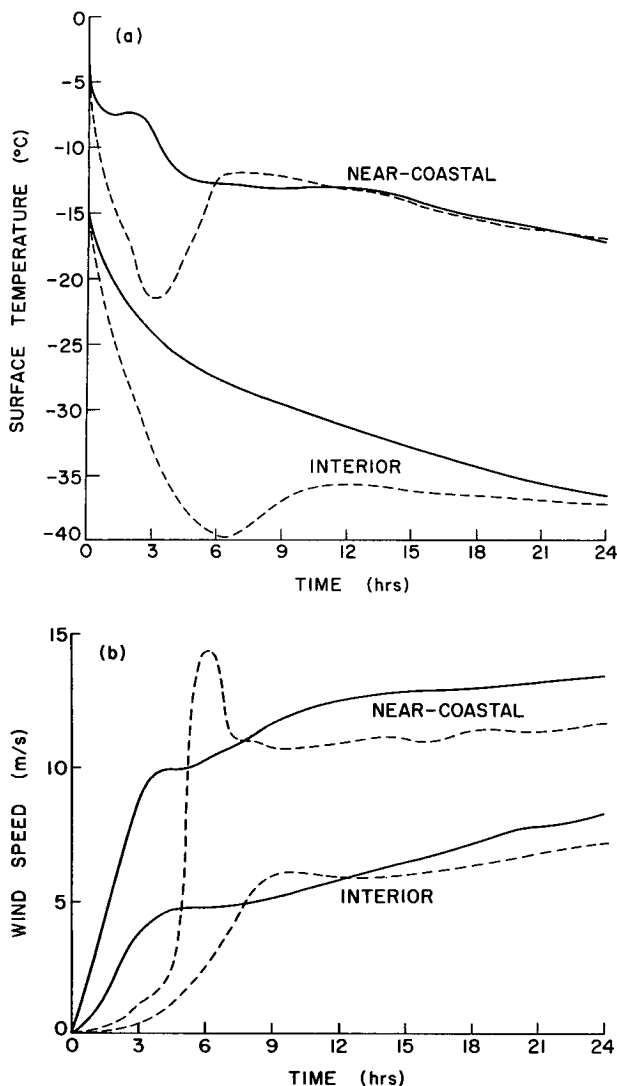 (a)
0
-5
-10
-15
-20
-25
-30
-35
-40
SURFACE TEMPERATURE (°C)
NEAR-COASTAL
INTERIOR
0 3 6 9 12 15 18 21 24
TIME (hrs)
(b)
15
10
5
0
WIND SPEED (m/s)
NEAR-COASTAL
INTERIOR
0 3 6 9 12 15 18 21 24
TIME (hrs)